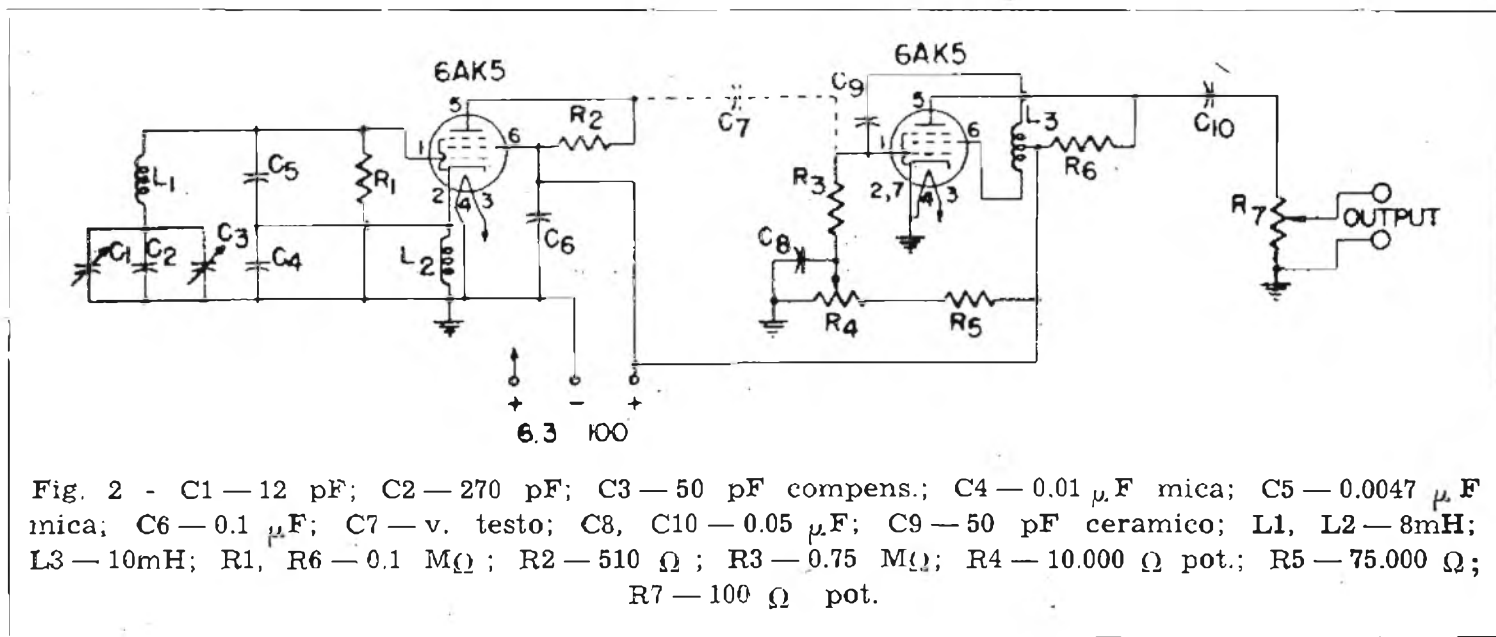 6AK5
6AK5
5
C9
5
R2
C7
L3
6
1
1
6
C10
C5
L1
R1
R6
R3
2
4
3
2,7
4
3
R7
OUTPUT
C1
C2
C3
C4
L2
C6
C8
R4
R5
+ - +
6.3 100
Fig. 2 - C1 — 12 pF; C2 — 270 pF; C3 — 50 pF compens.; C4 — 0.01 μF mica; C5 — 0.0047 μF
mica; C6 — 0.1 μF; C7 — v. testo; C8, C10 — 0.05 μF; C9 — 50 pF ceramico; L1, L2 — 8mH;
L3 — 10mH; R1, R6 — 0.1 MΩ; R2 — 510 Ω; R3 — 0.75 MΩ; R4 — 10.000 Ω pot.; R5 — 75.000 Ω;
R7 — 100 Ω pot.